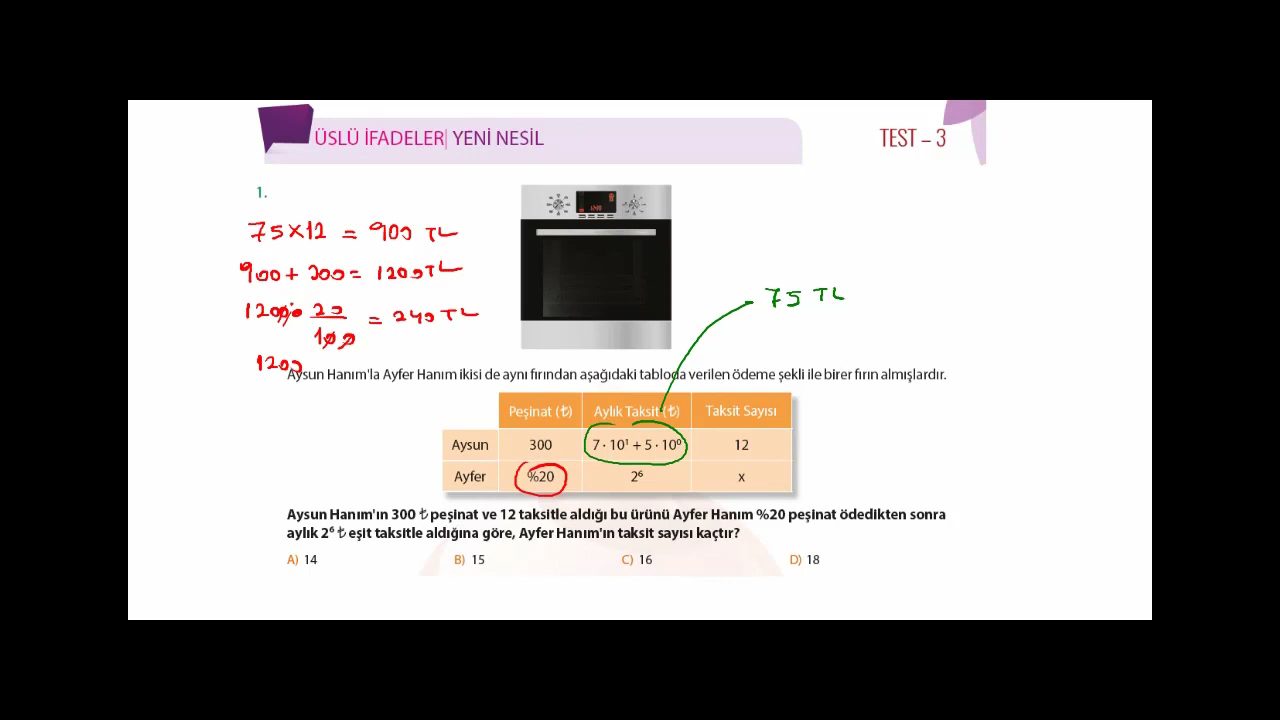 ÜSLÜ İFADELER| YENİ NESİL
TEST – 3
1.
75×12 = 900 TL
900 + 300 = 1200 TL
1200 · 20/100 = 240 TL
1200
75 TL
Aysun Hanım'la Ayfer Hanım ikisi de aynı fırından aşağıdaki tabloda verilen ödeme şekli ile birer fırın almışlardır.
Peşinat (₺) Aylık Taksit (₺) Taksit Sayısı
Aysun 300 7 · 10¹ + 5 · 10⁰ 12
Ayfer %20 2⁶ x
Aysun Hanım'ın 300 ₺ peşinat ve 12 taksitle aldığı bu ürünü Ayfer Hanım %20 peşinat ödedikten sonra
aylık 2⁶ ₺ eşit taksitle aldığına göre, Ayfer Hanım'ın taksit sayısı kaçtır?
A) 14 B) 15 C) 16 D) 18